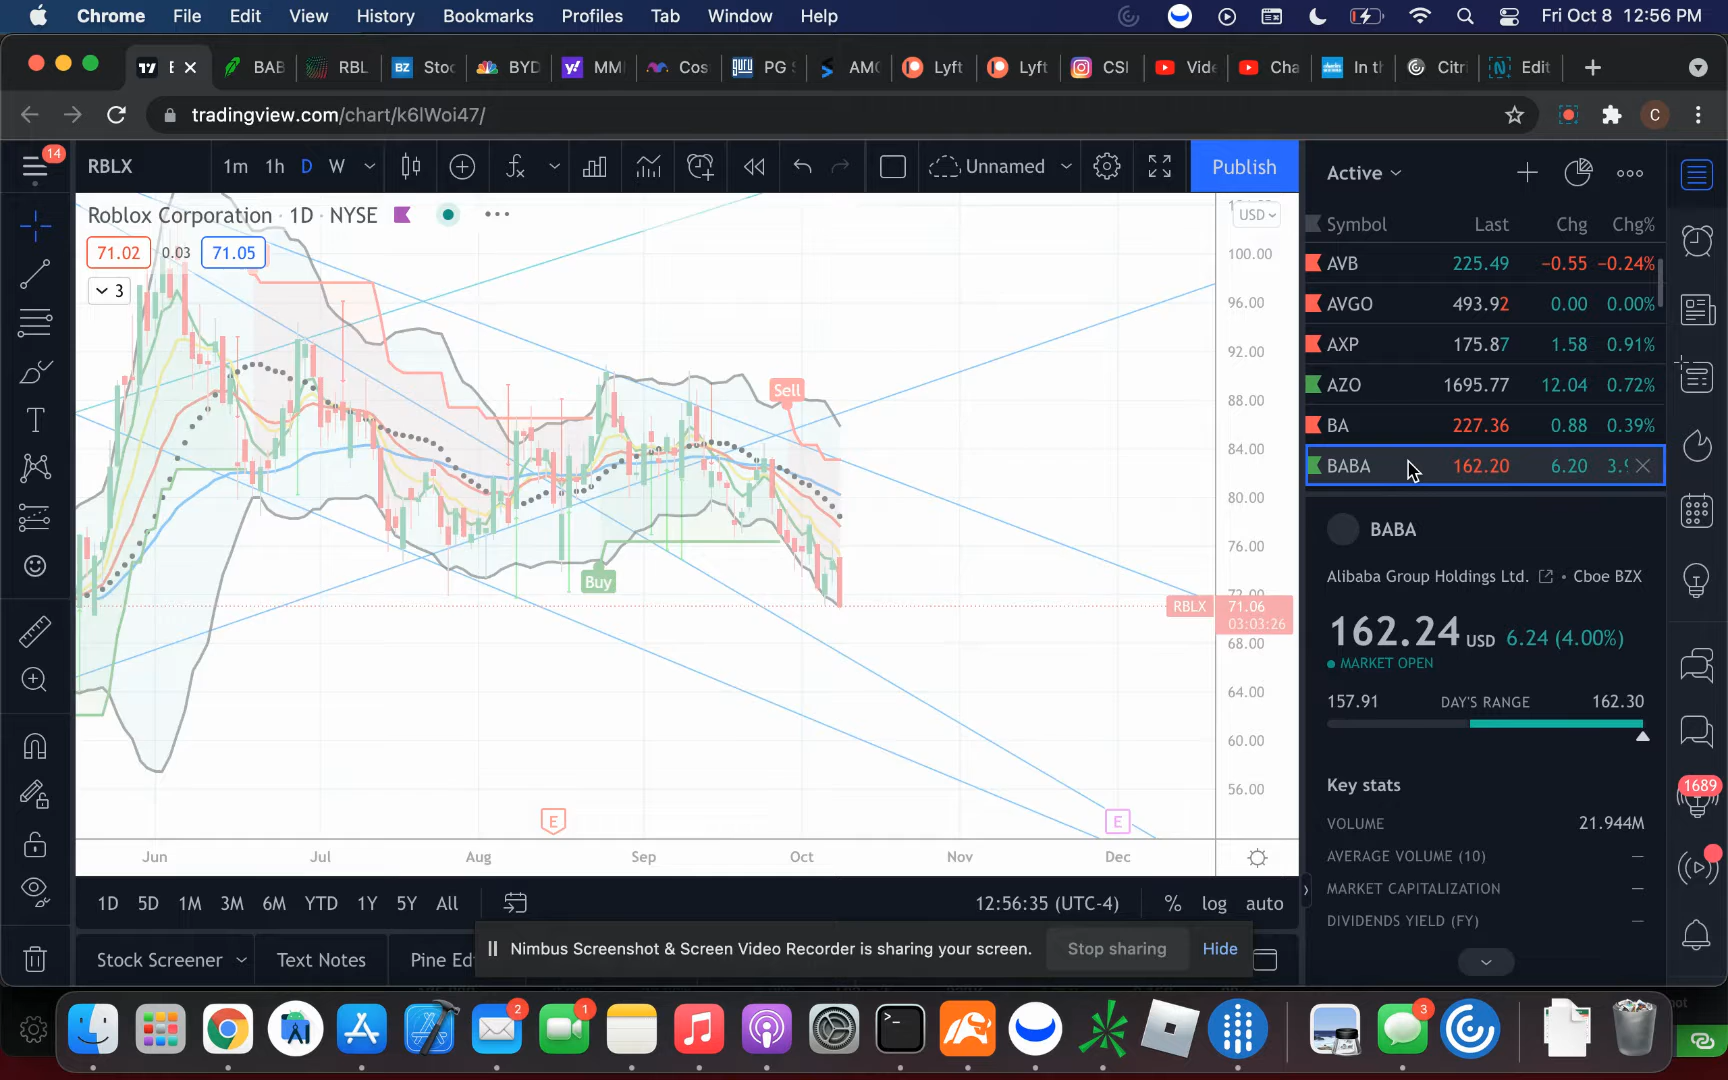 Chrome File Edit View History Bookmarks Profiles Tab Window Help Fri Oct 8 12:56 PM
BAB RBL Stoc BYD MM Cos PG S AMC Lyft Lyft CSI Vide Cha In th Citri Edit
tradingview.com/chart/k6lWoi47/
14 RBLX 1m 1h D W Unnamed Publish
Active
Roblox Corporation · 1D · NYSE
USD
71.02 0.03 71.05
3
Symbol Last Chg Chg%
AVB 225.49 −0.55 −0.24%
AVGO 493.92 0.00 0.00%
AXP 175.87 1.58 0.91%
AZO 1695.77 12.04 0.72%
BA 227.36 0.88 0.39%
BABA 162.20 6.20 3.9
100.00
96.00
92.00
88.00
84.00
80.00
76.00
72.00
68.00
64.00
60.00
56.00
Sell
Buy
RBLX 71.06
03:03:26
E E
Jun Jul Aug Sep Oct Nov Dec
BABA
Alibaba Group Holdings Ltd. • Cboe BZX
162.24 USD 6.24 (4.00%)
MARKET OPEN
157.91 DAY'S RANGE 162.30
Key stats
VOLUME 21.944M
AVERAGE VOLUME (10) —
MARKET CAPITALIZATION —
DIVIDENDS YIELD (FY) —
1689
1D 5D 1M 3M 6M YTD 1Y 5Y All 12:56:35 (UTC-4) % log auto
Stock Screener Text Notes Pine Ed
Nimbus Screenshot & Screen Video Recorder is sharing your screen. Stop sharing Hide
2 1 3